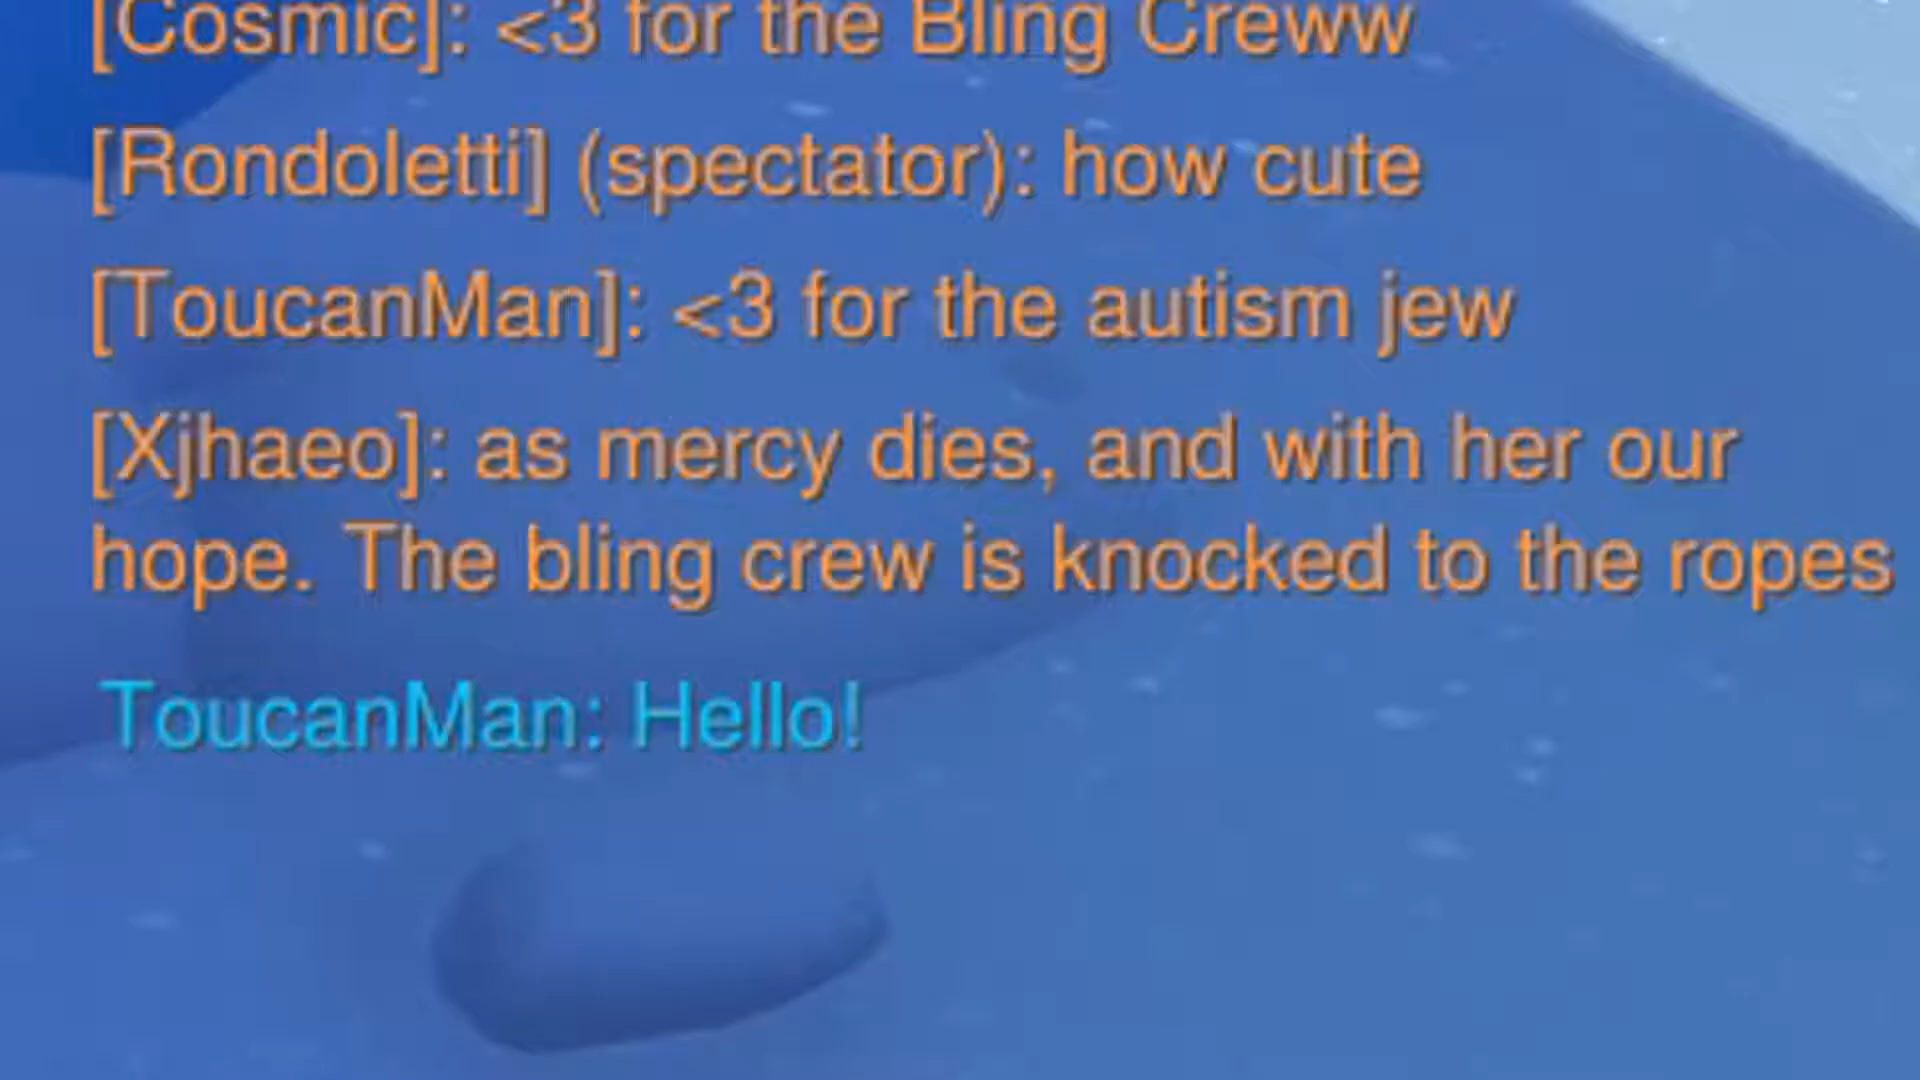 [Cosmic]: <3 for the Bling Creww
[Rondoletti] (spectator): how cute
[ToucanMan]: <3 for the autism jew
[Xjhaeo]: as mercy dies, and with her our
hope. The bling crew is knocked to the ropes
ToucanMan: Hello!